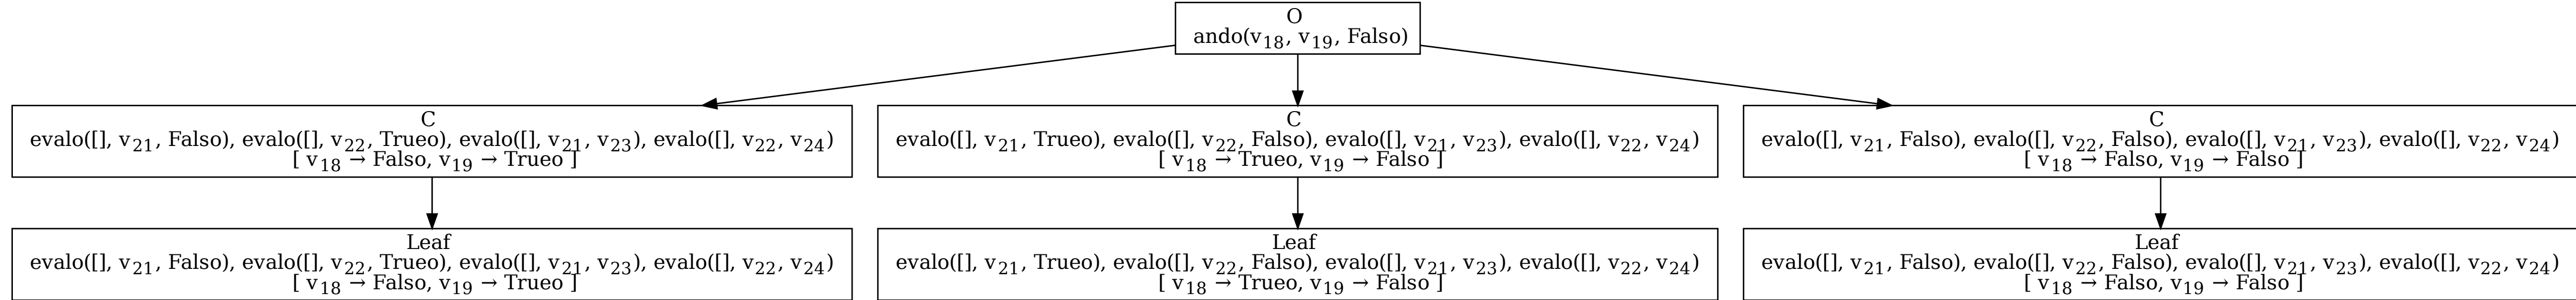 O
ando(v18, v19, Falso)
C
evalo([], v21, Falso), evalo([], v22, Trueo), evalo([], v21, v23), evalo([], v22, v24)
[ v18 → Falso, v19 → Trueo ]
C
evalo([], v21, Trueo), evalo([], v22, Falso), evalo([], v21, v23), evalo([], v22, v24)
[ v18 → Trueo, v19 → Falso ]
C
evalo([], v21, Falso), evalo([], v22, Falso), evalo([], v21, v23), evalo([], v22, v24)
[ v18 → Falso, v19 → Falso ]
Leaf
evalo([], v21, Falso), evalo([], v22, Trueo), evalo([], v21, v23), evalo([], v22, v24)
[ v18 → Falso, v19 → Trueo ]
Leaf
evalo([], v21, Trueo), evalo([], v22, Falso), evalo([], v21, v23), evalo([], v22, v24)
[ v18 → Trueo, v19 → Falso ]
Leaf
evalo([], v21, Falso), evalo([], v22, Falso), evalo([], v21, v23), evalo([], v22, v24)
[ v18 → Falso, v19 → Falso ]